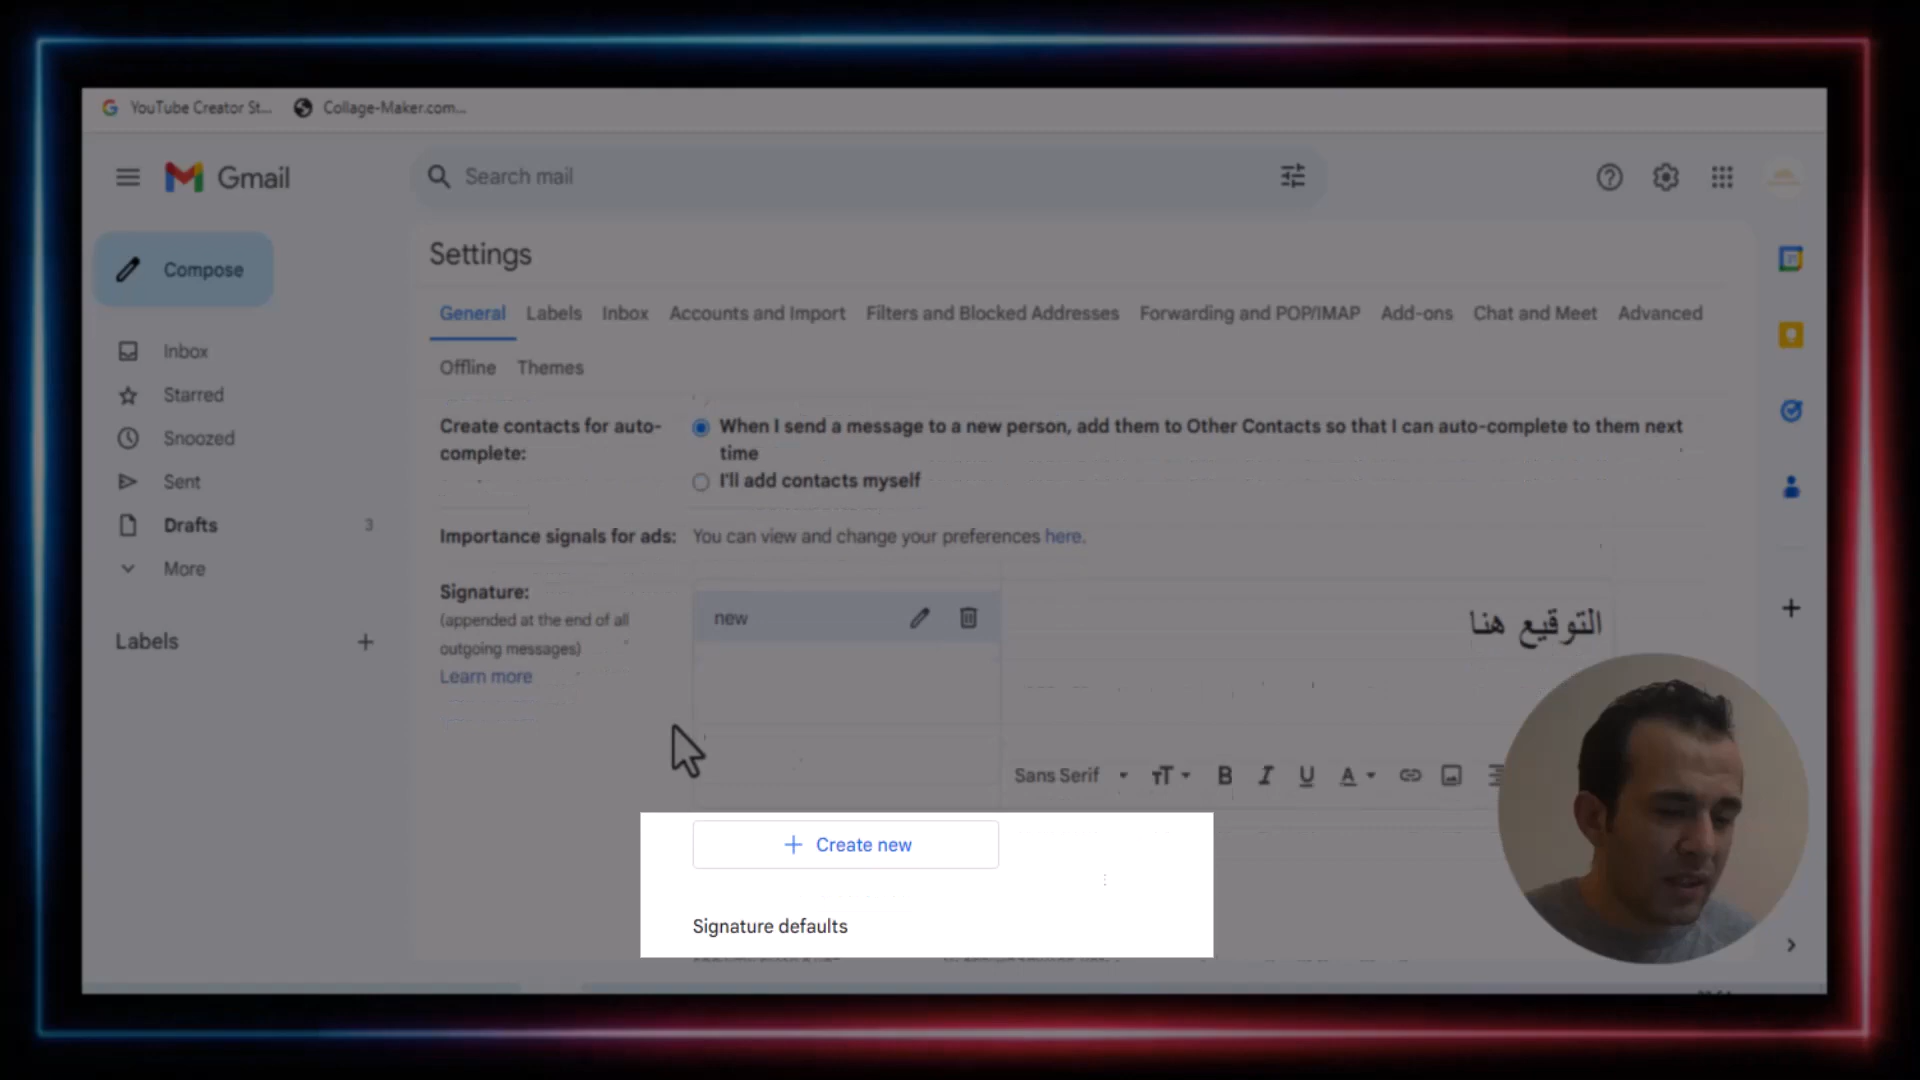 YouTube Creator St...
Collage-Maker.com...
Gmail
Search mail
Compose
Inbox
Starred
Snoozed
Sent
Drafts 3
More
Labels
Settings
General Labels Inbox Accounts and Import Filters and Blocked Addresses Forwarding and POP/IMAP Add-ons Chat and Meet Advanced
Offline Themes
Create contacts for auto-
complete:
When I send a message to a new person, add them to Other Contacts so that I can auto-complete to them next
time
I'll add contacts myself
Importance signals for ads: You can view and change your preferences here.
Signature:
(appended at the end of all
outgoing messages)
Learn more
new
التوقيع هنا
Sans Serif
Create new
Signature defaults